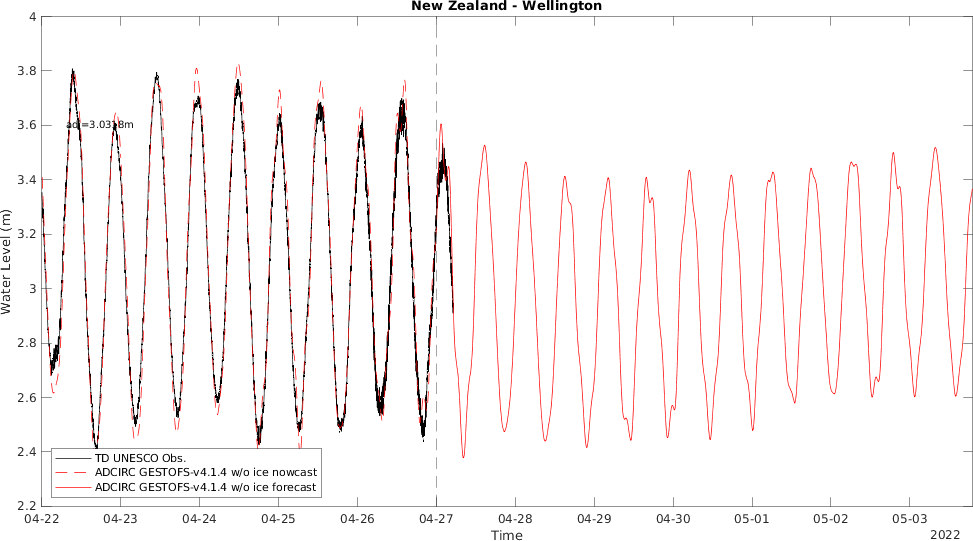 New Zealand - Wellington
4
3.8
3.6
3.4
3.2
3
2.8
2.6
2.4
2.2
Water Level (m)
TD UNESCO Obs.
ADCIRC GESTOFS-v4.1.4 w/o ice nowcast
ADCIRC GESTOFS-v4.1.4 w/o ice forecast
04-22 04-23 04-24 04-25 04-26 04-27 04-28 04-29 04-30 05-01 05-02 05-03
Time
2022